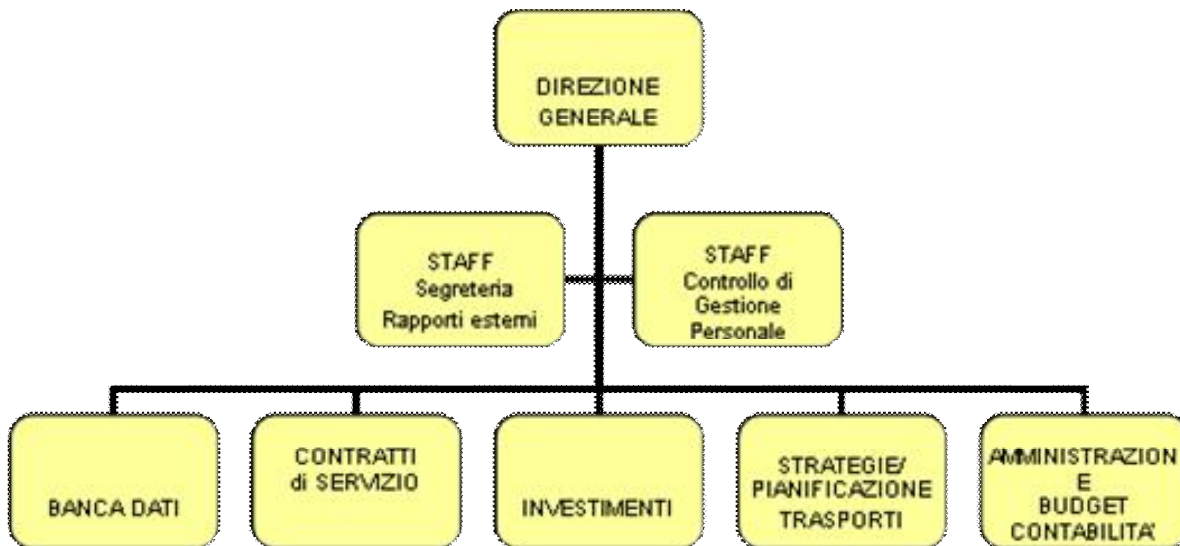 DIREZIONE
GENERALE
STAFF
Segreteria
Rapporti esterni
STAFF
Controllo di
Gestione
Personale
BANCA DATI
CONTRATTI
di SERVIZIO
INVESTIMENTI
STRATEGIE/
PIANIFICAZIONE
TRASPORTI
AMMINISTRAZION
E
BUDGET
CONTABILITA'